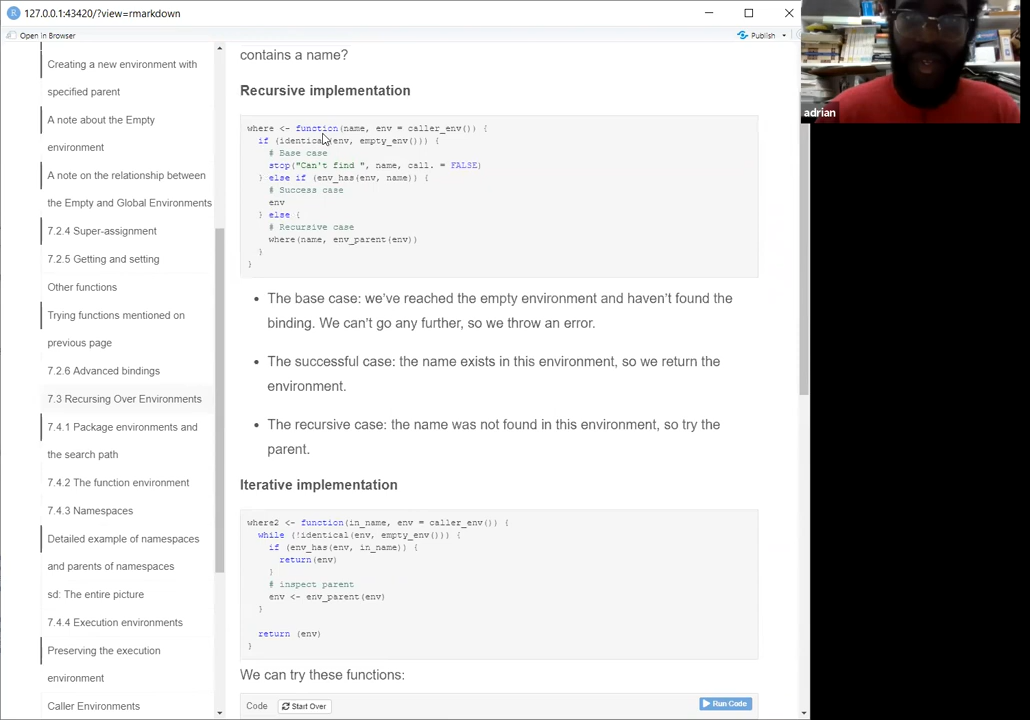 127.0.0.1:43420/?view=rmarkdown
Open in Browser
Publish
Creating a new environment with
specified parent
A note about the Empty
environment
A note on the relationship between
the Empty and Global Environments
7.2.4 Super-assignment
7.2.5 Getting and setting
Other functions
Trying functions mentioned on
previous page
7.2.6 Advanced bindings
7.3 Recursing Over Environments
7.4.1 Package environments and
the search path
7.4.2 The function environment
7.4.3 Namespaces
Detailed example of namespaces
and parents of namespaces
sd: The entire picture
7.4.4 Execution environments
Preserving the execution
environment
Caller Environments
contains a name?
Recursive implementation
where <- function(name, env = caller_env()) {
  if (identical(env, empty_env())) {
    # Base case
    stop("Can't find ", name, call. = FALSE)
  } else if (env_has(env, name)) {
    # Success case
    env
  } else {
    # Recursive case
    where(name, env_parent(env))
  }
}
• The base case: we've reached the empty environment and haven't found the
binding. We can't go any further, so we throw an error.
• The successful case: the name exists in this environment, so we return the
environment.
• The recursive case: the name was not found in this environment, so try the
parent.
Iterative implementation
where2 <- function(in_name, env = caller_env()) {
  while (!identical(env, empty_env())) {
    if (env_has(env, in_name)) {
      return(env)
    }
    # inspect parent
    env <- env_parent(env)
  }

  return (env)
}
We can try these functions:
Code
Start Over
Run Code
adrian